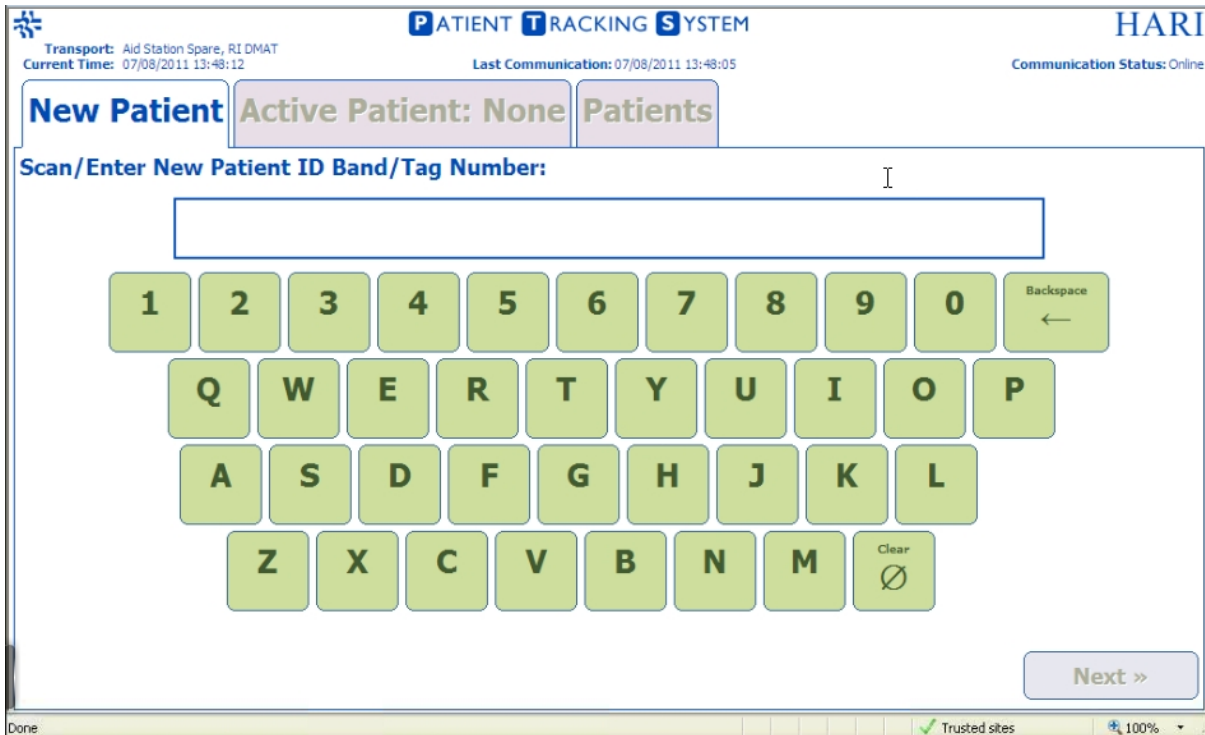 PATIENT TRACKING SYSTEM
HARI
Transport: Aid Station Spare, RI DMAT
Current Time: 07/08/2011 13:48:12
Last Communication: 07/08/2011 13:48:05
Communication Status: Online
New Patient
Active Patient: None
Patients
Scan/Enter New Patient ID Band/Tag Number:
1 2 3 4 5 6 7 8 9 0 Backspace ←
Q W E R T Y U I O P
A S D F G H J K L
Z X C V B N M Clear ∅
Next »
Done
Trusted sites
100%